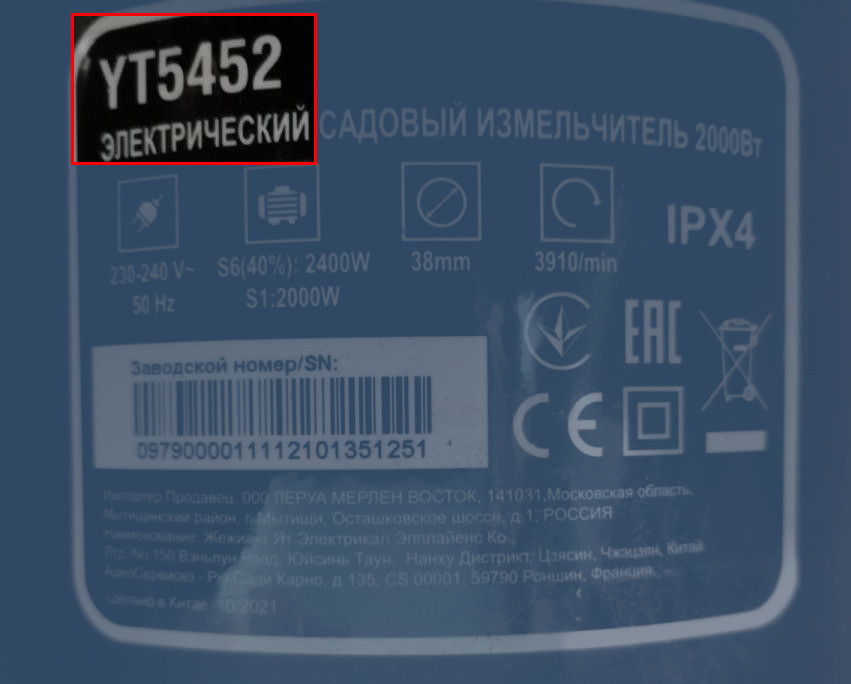 YT5452
ЭЛЕКТРИЧЕСКИЙ САДОВЫЙ ИЗМЕЛЬЧИТЕЛЬ 2000Вт
IPX4
230-240 V~ S6(40%): 2400W 38mm 3910/min
50 Hz S1:2000W
EAC
Заводской номер/SN:
09790000111112101351251
CE
Импортер Продавец: ООО ЛЕРУА МЕРЛЕН ВОСТОК, 141031,Московская область,
Мытищинский район, г.Мытищи, Осташковское шоссе, д.1, РОССИЯ
Наименование: Жежианг Ят Электрикал Эпплайенс Ко.,
Лтд. No 150 Вэньлун Роад, Юйсинь Таун, Нанху Дистрикт, Цзясин, Чжэцзян, Китай
АдеоСервисез - Рю Сади Карно, д 135, CS 00001, 59790 Роншин, Франция.
сделано в Китае 10/2021